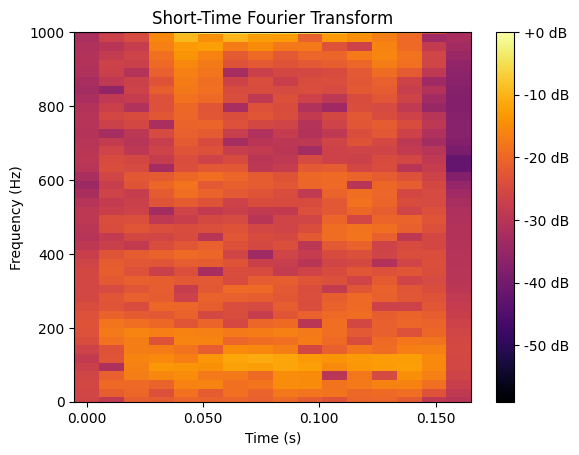 Short-Time Fourier Transform
Frequency (Hz)
1000
800
600
400
200
0
0.000
0.050
0.100
0.150
Time (s)
+0 dB
-10 dB
-20 dB
-30 dB
-40 dB
-50 dB